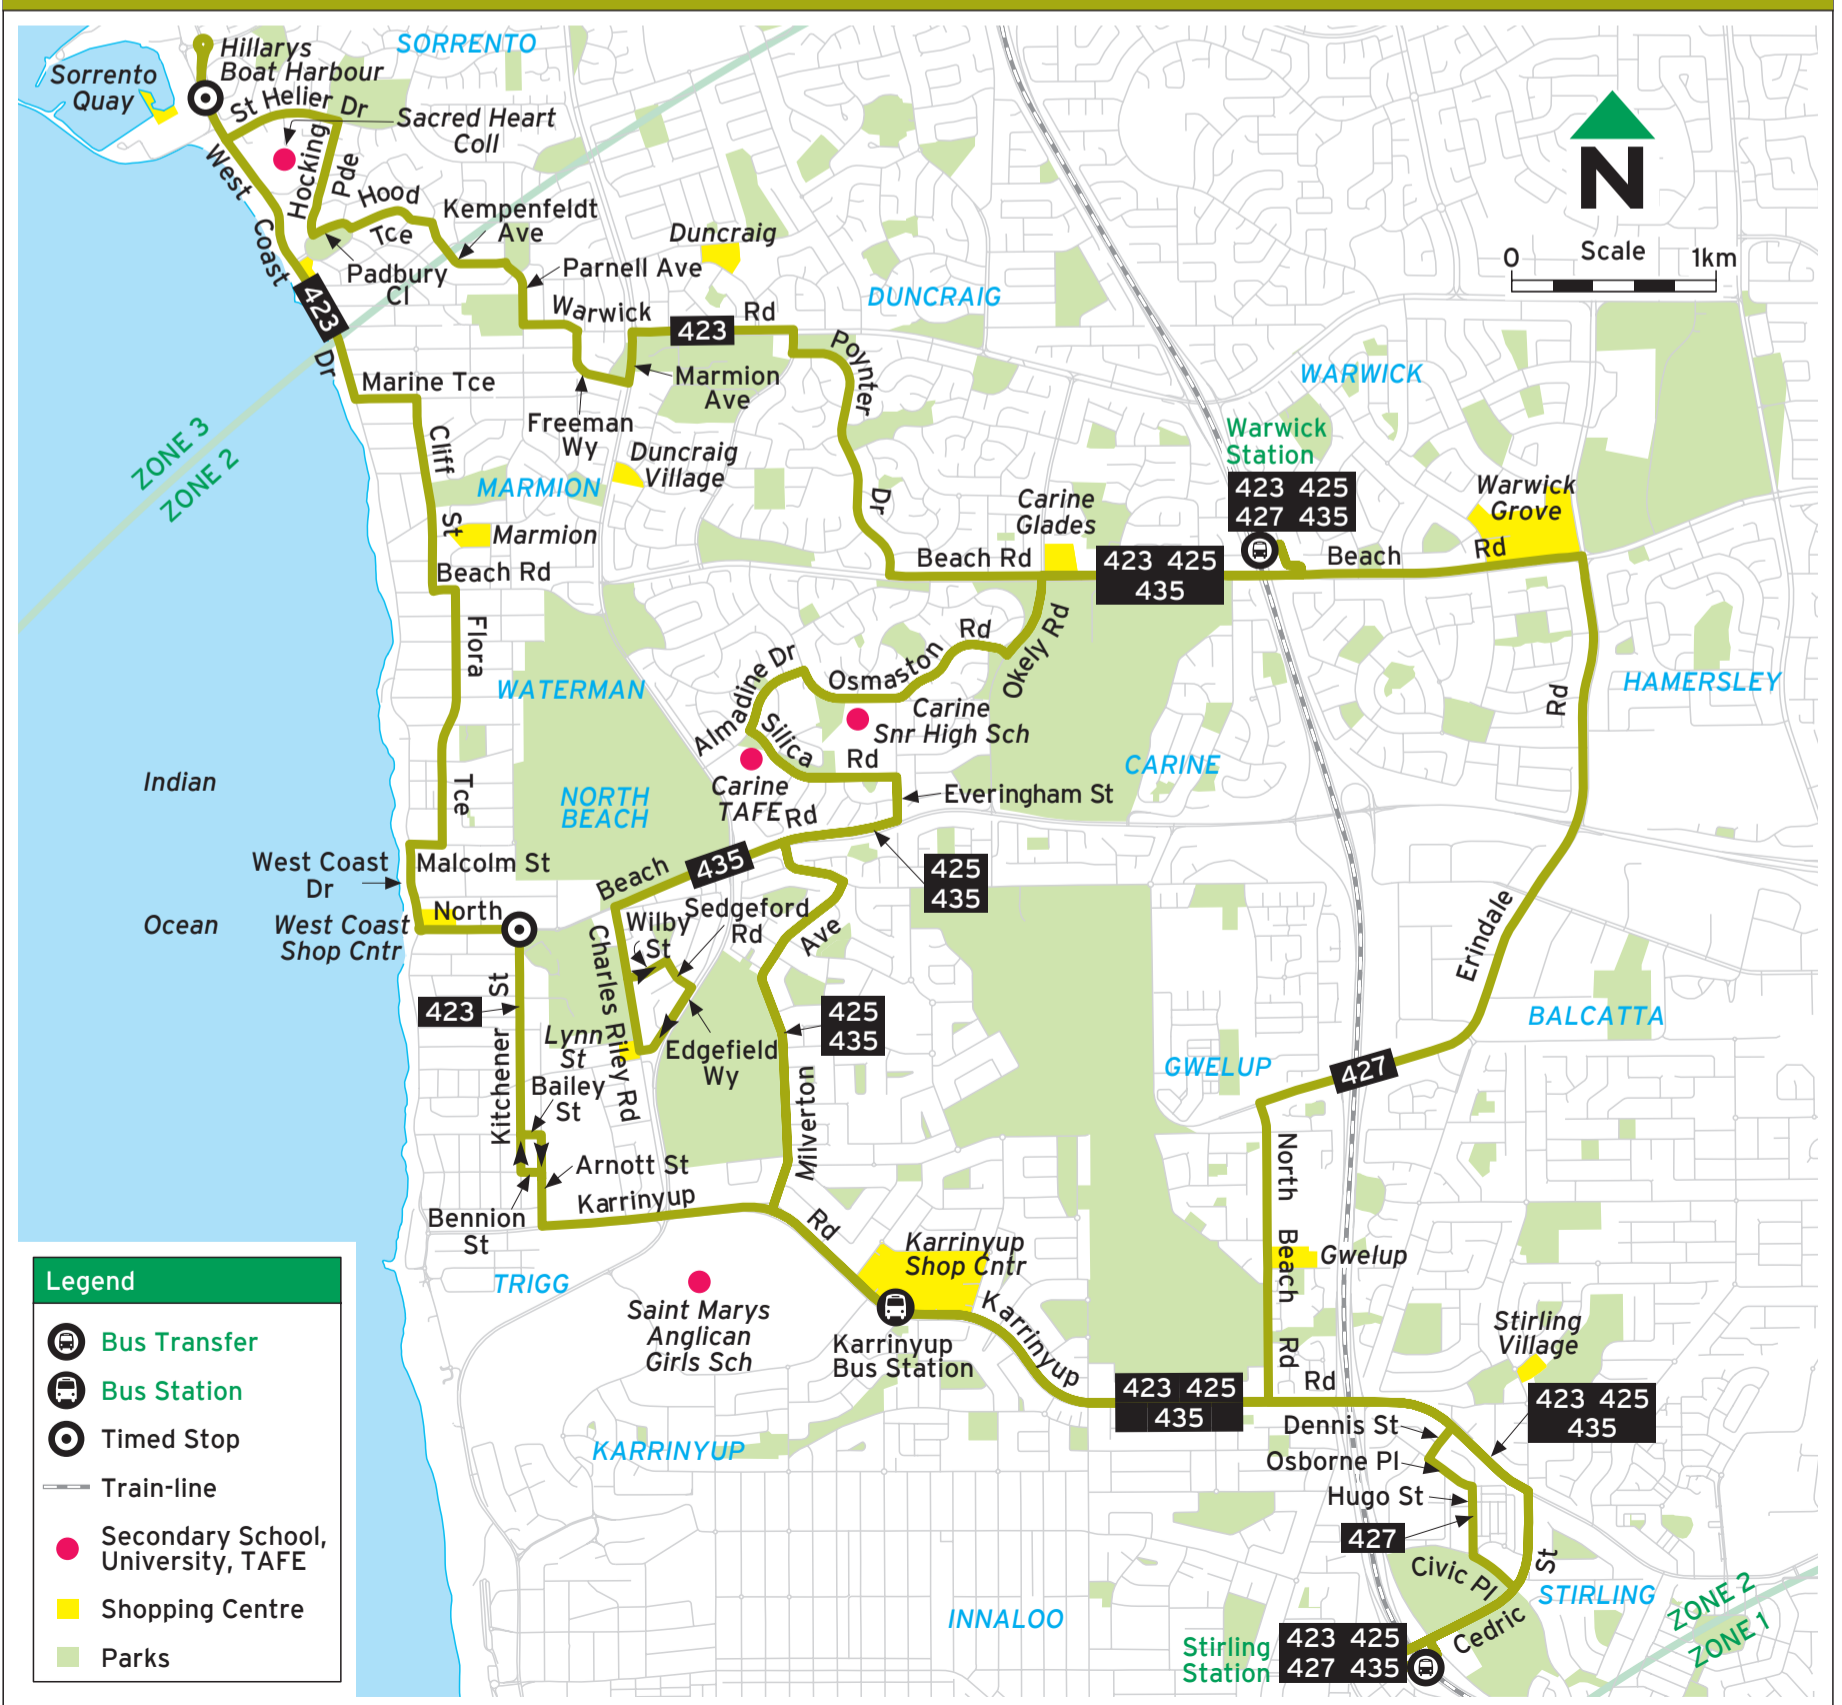 SORRENTO
Hillarys
Boat Harbour
Sorrento
Quay
St Helier Dr
Sacred Heart
Coll
West
Coast
Dr
Hocking
Pde
Hood
Tce
Kempenfeldt
Ave
Padbury
Cl
Parnell Ave
Duncraig
DUNCRAIG
423
Warwick
423
Rd
Poynter
Dr
Marmion
Ave
Freeman
Wy
Marine Tce
Cliff
St
Duncraig
Village
MARMION
Marmion
Beach Rd
ZONE 3
ZONE 2
N
0
Scale
1km
WARWICK
Warwick
Station
423 425
427 435
Warwick
Grove
Carine
Glades
Beach Rd
423 425
435
Beach
Rd
Flora
Tce
WATERMAN
Okely Rd
Osmaston
Rd
Almadine Dr
Silica
Rd
Carine
Snr High Sch
Carine
TAFE
Everingham St
CARINE
HAMERSLEY
Rd
Erindale
Indian
Ocean
NORTH
BEACH
Beach
435
Rd
425
435
West Coast
Dr
Malcolm St
West Coast
Shop Cntr
North
Wilby
St
Sedgeford
Rd
Ave
Charles Riley Rd
423
Kitchener
St
Lynn
St
Edgefield
Wy
425
435
Milverton
BALCATTA
GWELUP
427
Bailey
St
Arnott St
Bennion
St
Karrinyup
Rd
TRIGG
Saint Marys
Anglican
Girls Sch
Karrinyup
Shop Cntr
Karrinyup
Bus Station
Karrinyup
423 425
435
Rd
North
Beach
Rd
Gwelup
Stirling
Village
423 425
435
KARRINYUP
Dennis St
Osborne Pl
Hugo St
427
Civic Pl
St
STIRLING
Cedric
INNALOO
Stirling
Station
423 425
427 435
ZONE 2
ZONE 1
Legend
Bus Transfer
Bus Station
Timed Stop
Train-line
Secondary School,
University, TAFE
Shopping Centre
Parks